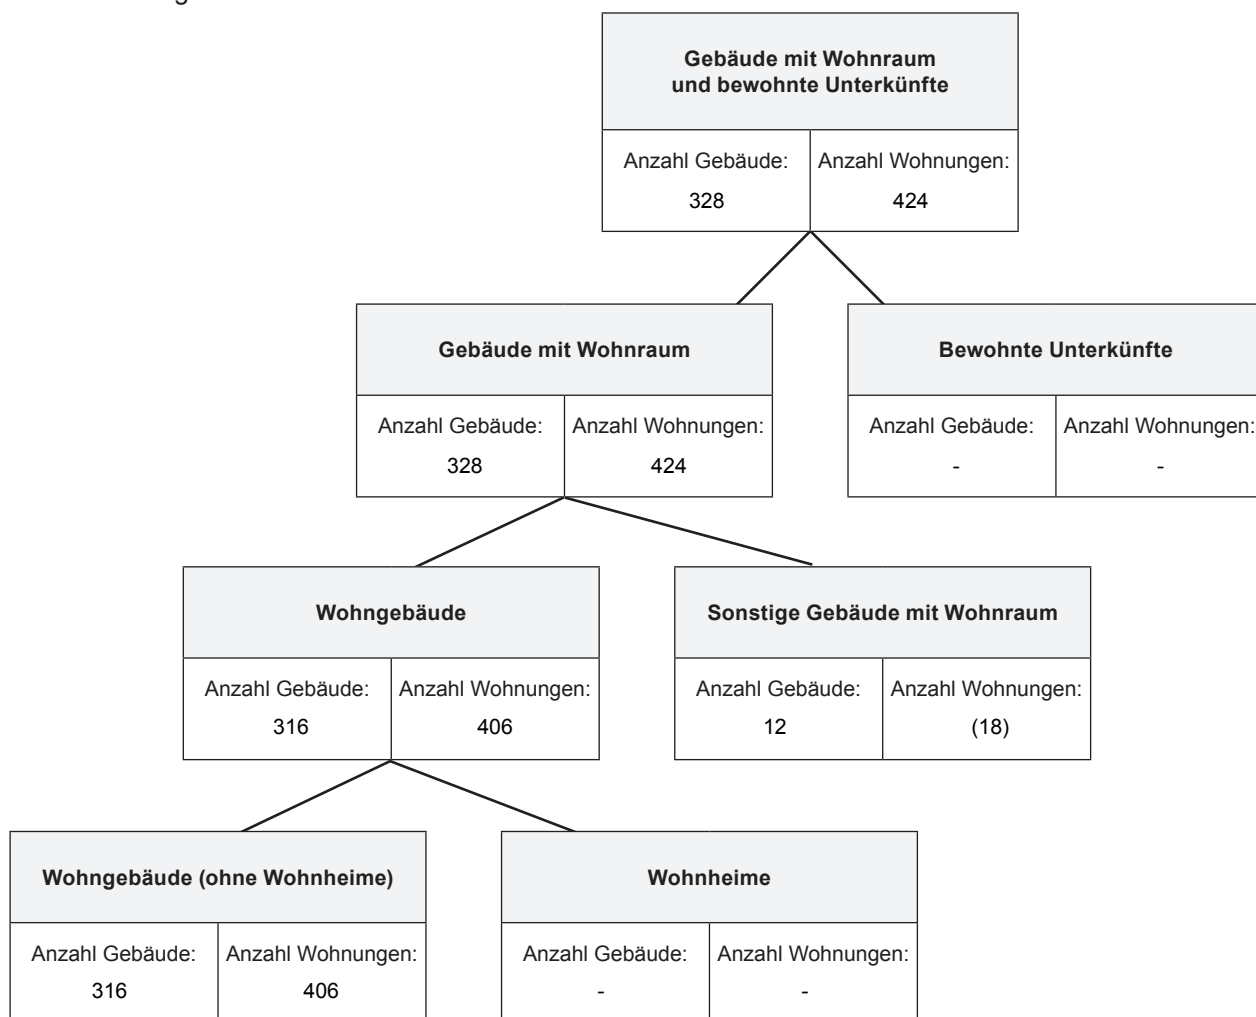 Gebäude mit Wohnraum
und bewohnte Unterkünfte
Anzahl Gebäude: Anzahl Wohnungen:
328 424
Gebäude mit Wohnraum
Anzahl Gebäude: Anzahl Wohnungen:
328 424
Bewohnte Unterkünfte
Anzahl Gebäude: Anzahl Wohnungen:
- -
Wohngebäude
Anzahl Gebäude: Anzahl Wohnungen:
316 406
Sonstige Gebäude mit Wohnraum
Anzahl Gebäude: Anzahl Wohnungen:
12 (18)
Wohngebäude (ohne Wohnheime)
Anzahl Gebäude: Anzahl Wohnungen:
316 406
Wohnheime
Anzahl Gebäude: Anzahl Wohnungen:
- -